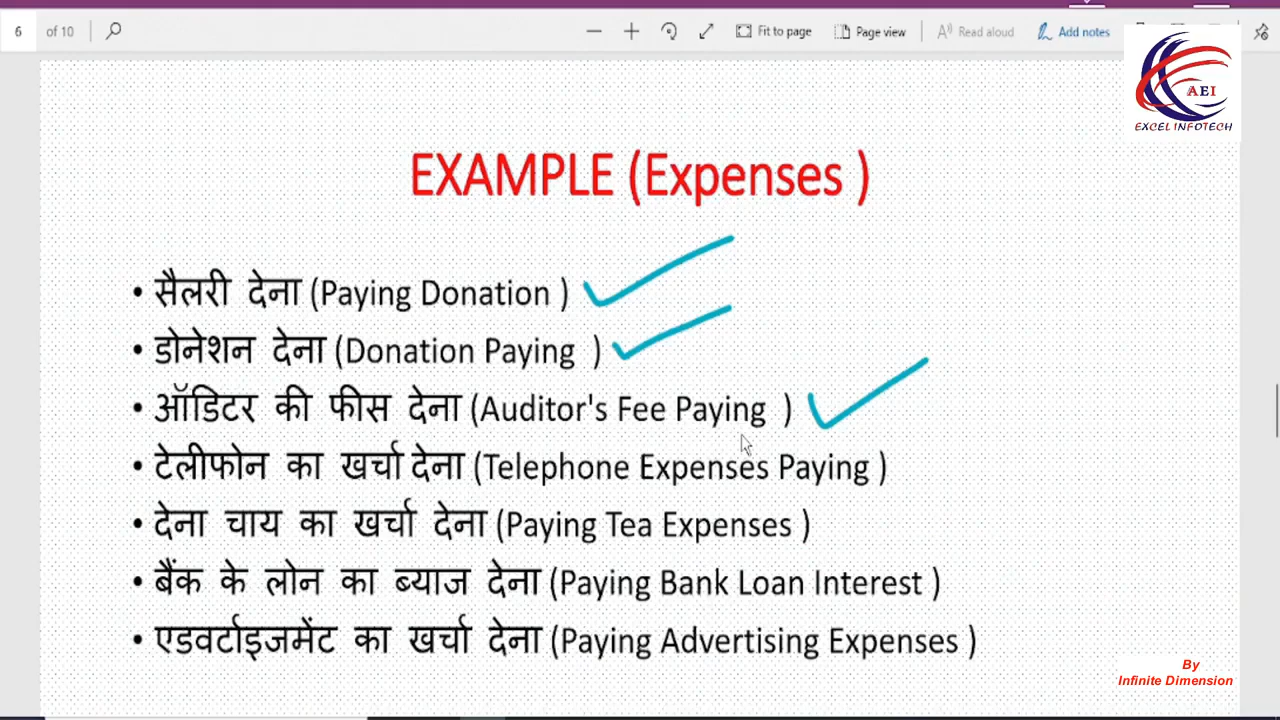 6 of 10 Fit to page Page view Read aloud Add notes
AEI
EXCEL INFOTECH
EXAMPLE (Expenses )
• सैलरी देना (Paying Donation )
• डोनेशन देना (Donation Paying )
• ऑडिटर की फीस देना (Auditor's Fee Paying )
• टेलीफोन का खर्चा देना (Telephone Expenses Paying )
• देना चाय का खर्चा देना (Paying Tea Expenses )
• बैंक के लोन का ब्याज देना (Paying Bank Loan Interest )
• एडवर्टाइजमेंट का खर्चा देना (Paying Advertising Expenses )
By
Infinite Dimension